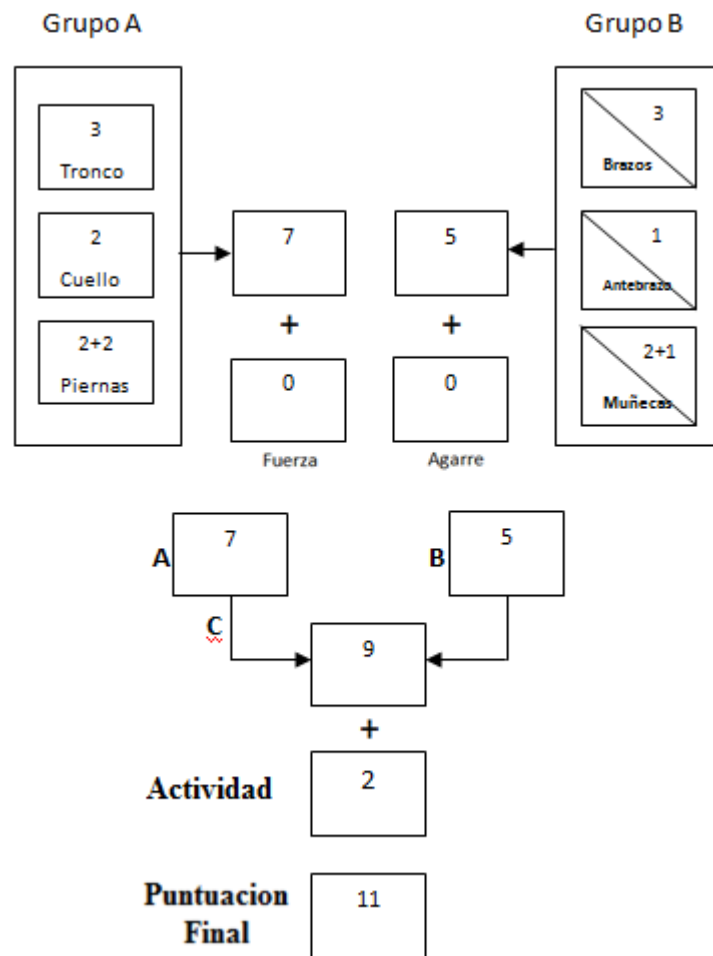 Grupo A
Grupo B
3
Tronco
2
Cuello
2+2
Piernas
7
+
0
Fuerza
5
+
0
Agarre
3
Brazos
1
Antebrazo
2+1
Muñecas
A
7
B
5
C
9
+
Actividad
2
Puntuacion
Final
11